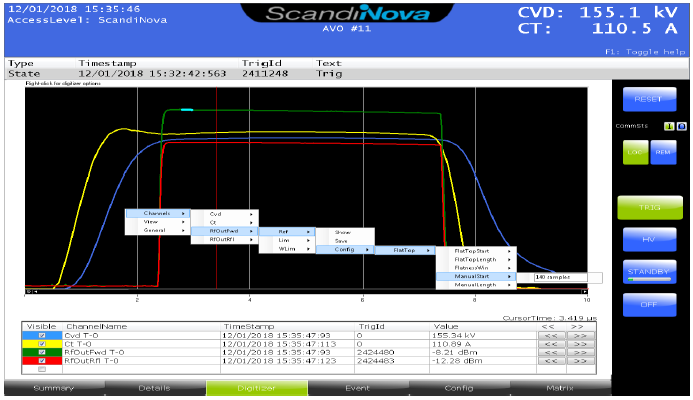 12/01/2018 15:35:46
AccessLevel: ScandiNova
ScandiNova
AVO #11
CVD: 155.1 kV
CT: 110.5 A
F1: Toggle help
Type Timestamp TrigId Text
State 12/01/2018 15:32:42:563 2411248 Trig
Right-click for digitizer options
RESET
CommSts
LOC REM
TRIG
HV
STANDBY
OFF
Channels
View
General
Cvd
Ct
RfOutFwd
RfOutRfl
Ref
Lim
WLim
Show
Save
Config
FlatTop
FlatTopStart
FlatTopLength
FlatnessWin
ManualStart
ManualLength
140 samples
2 4 6 8 10
CursorTime: 3.419 µs
Visible ChannelName TimeStamp TrigId Value << >>
Cvd T-0 12/01/2018 15:35:47:93 0 155.34 kV << >>
Ct T-0 12/01/2018 15:35:47:113 0 110.89 A << >>
RfOutFwd T-0 12/01/2018 15:35:47:93 2424480 -8.21 dBm << >>
RfOutRfl T-0 12/01/2018 15:35:47:123 2424483 -12.28 dBm << >>
Summary Details Digitizer Event Config Matrix